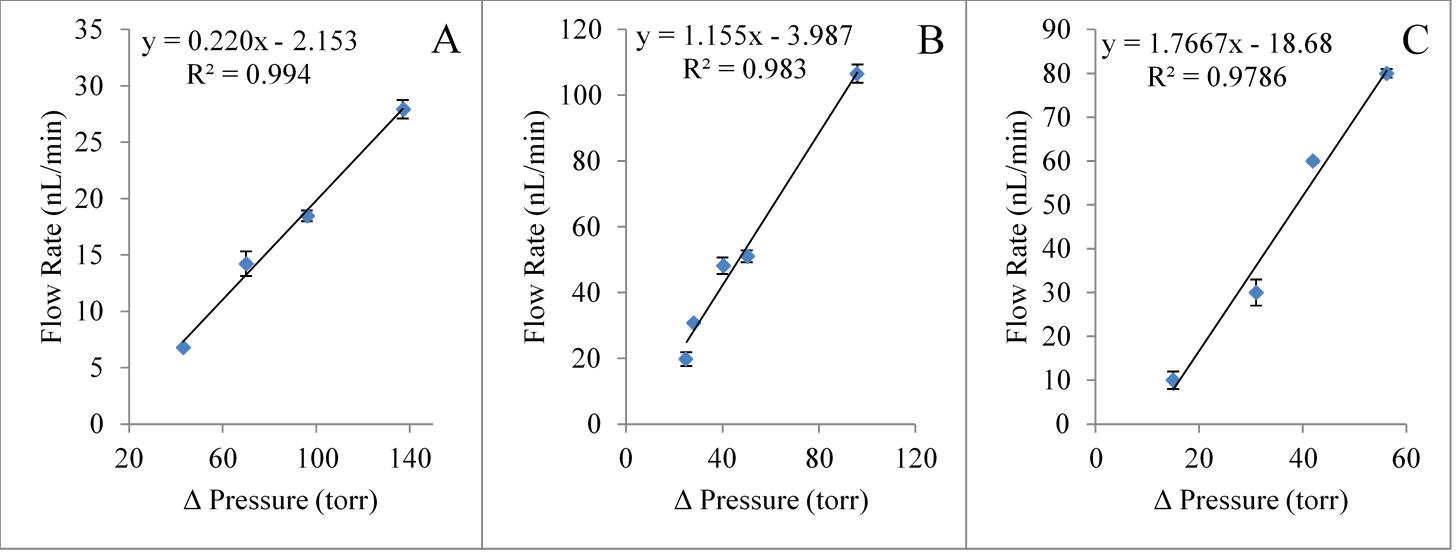 A
y = 0.220x - 2.153
R² = 0.994
35
30
25
20
15
10
5
0
20
60
100
140
Flow Rate (nL/min)
Δ Pressure (torr)
B
y = 1.155x - 3.987
R² = 0.983
120
100
80
60
40
20
0
0
40
80
120
Flow Rate (nL/min)
Δ Pressure (torr)
C
y = 1.7667x - 18.68
R² = 0.9786
90
80
70
60
50
40
30
20
10
0
0
20
40
60
Flow Rate (nL/min)
Δ Pressure (torr)